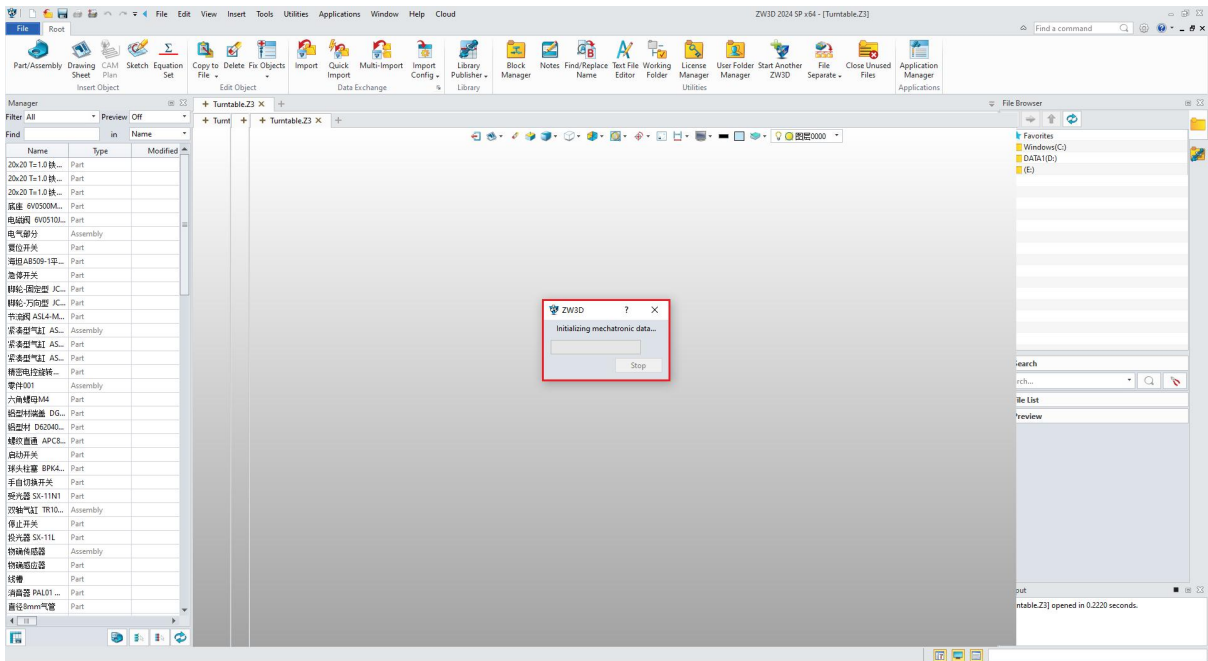 File Edit View Insert Tools Utilities Applications Window Help Cloud
ZW3D 2024 SP x64 - [Turntable.Z3]
File Root
Find a command
Part/Assembly Drawing Sheet CAM Plan Sketch Equation Set
Insert Object
Copy to File Delete Fix Objects
Edit Object
Import Quick Import Multi-Import Import Config
Data Exchange
Library Publisher
Library
Block Manager Notes Find/Replace Name Text File Editor Working Folder License Manager User Folder Manager Start Another ZW3D File Separate Close Unused Files
Utilities
Application Manager
Applications
Manager
Filter All Preview Off
Find in Name
Name Type Modified
20x20 T=1.0 铁... Part
20x20 T=1.0 铁... Part
20x20 T=1.0 铁... Part
底座 6V0500M... Part
电磁阀 6V0510J... Part
电气部分 Assembly
复位开关 Part
海坦AB509-1平... Part
急停开关 Part
脚轮-固定型 JC... Part
脚轮-万向型 JC... Part
节流阀 ASL4-M... Part
紧凑型气缸 AS... Assembly
紧凑型气缸 AS... Part
紧凑型气缸 AS... Part
精密电控旋转... Part
零件001 Assembly
六角螺母M4 Part
铝型材端盖 DG... Part
铝型材 D62040... Part
螺纹直通 APC8... Part
启动开关 Part
球头柱塞 BPK4... Part
手自切换开关 Part
受光器 SX-11N1 Part
双轴气缸 TR10... Assembly
停止开关 Part
投光器 SX-11L Part
物确传感器 Assembly
物确感应器 Part
线槽 Part
消音器 PAL01 ... Part
直径8mm气管 Part
Turntable.Z3
Turnt Turntable.Z3
图层0000
ZW3D ? X
Initializing mechatronic data...
Stop
File Browser
Favorites
Windows(C:)
DATA1(D:)
(E:)
earch
rch...
ile List
Preview
put
ntable.Z3] opened in 0.2220 seconds.